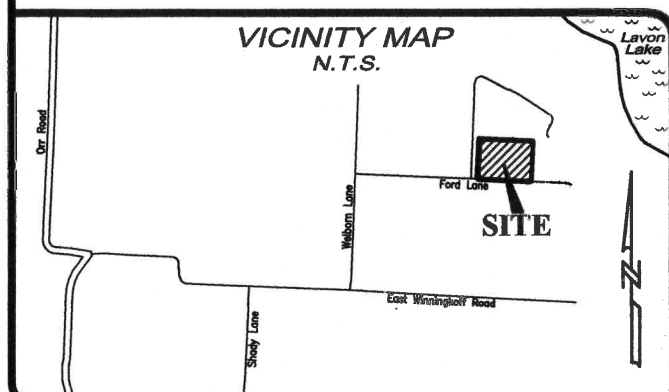 VICINITY MAP
N.T.S.
Lavon
Lake
Orr Road
Welborn Lane
Ford Lane
SITE
N
East Winningkoff Road
Shady Lane